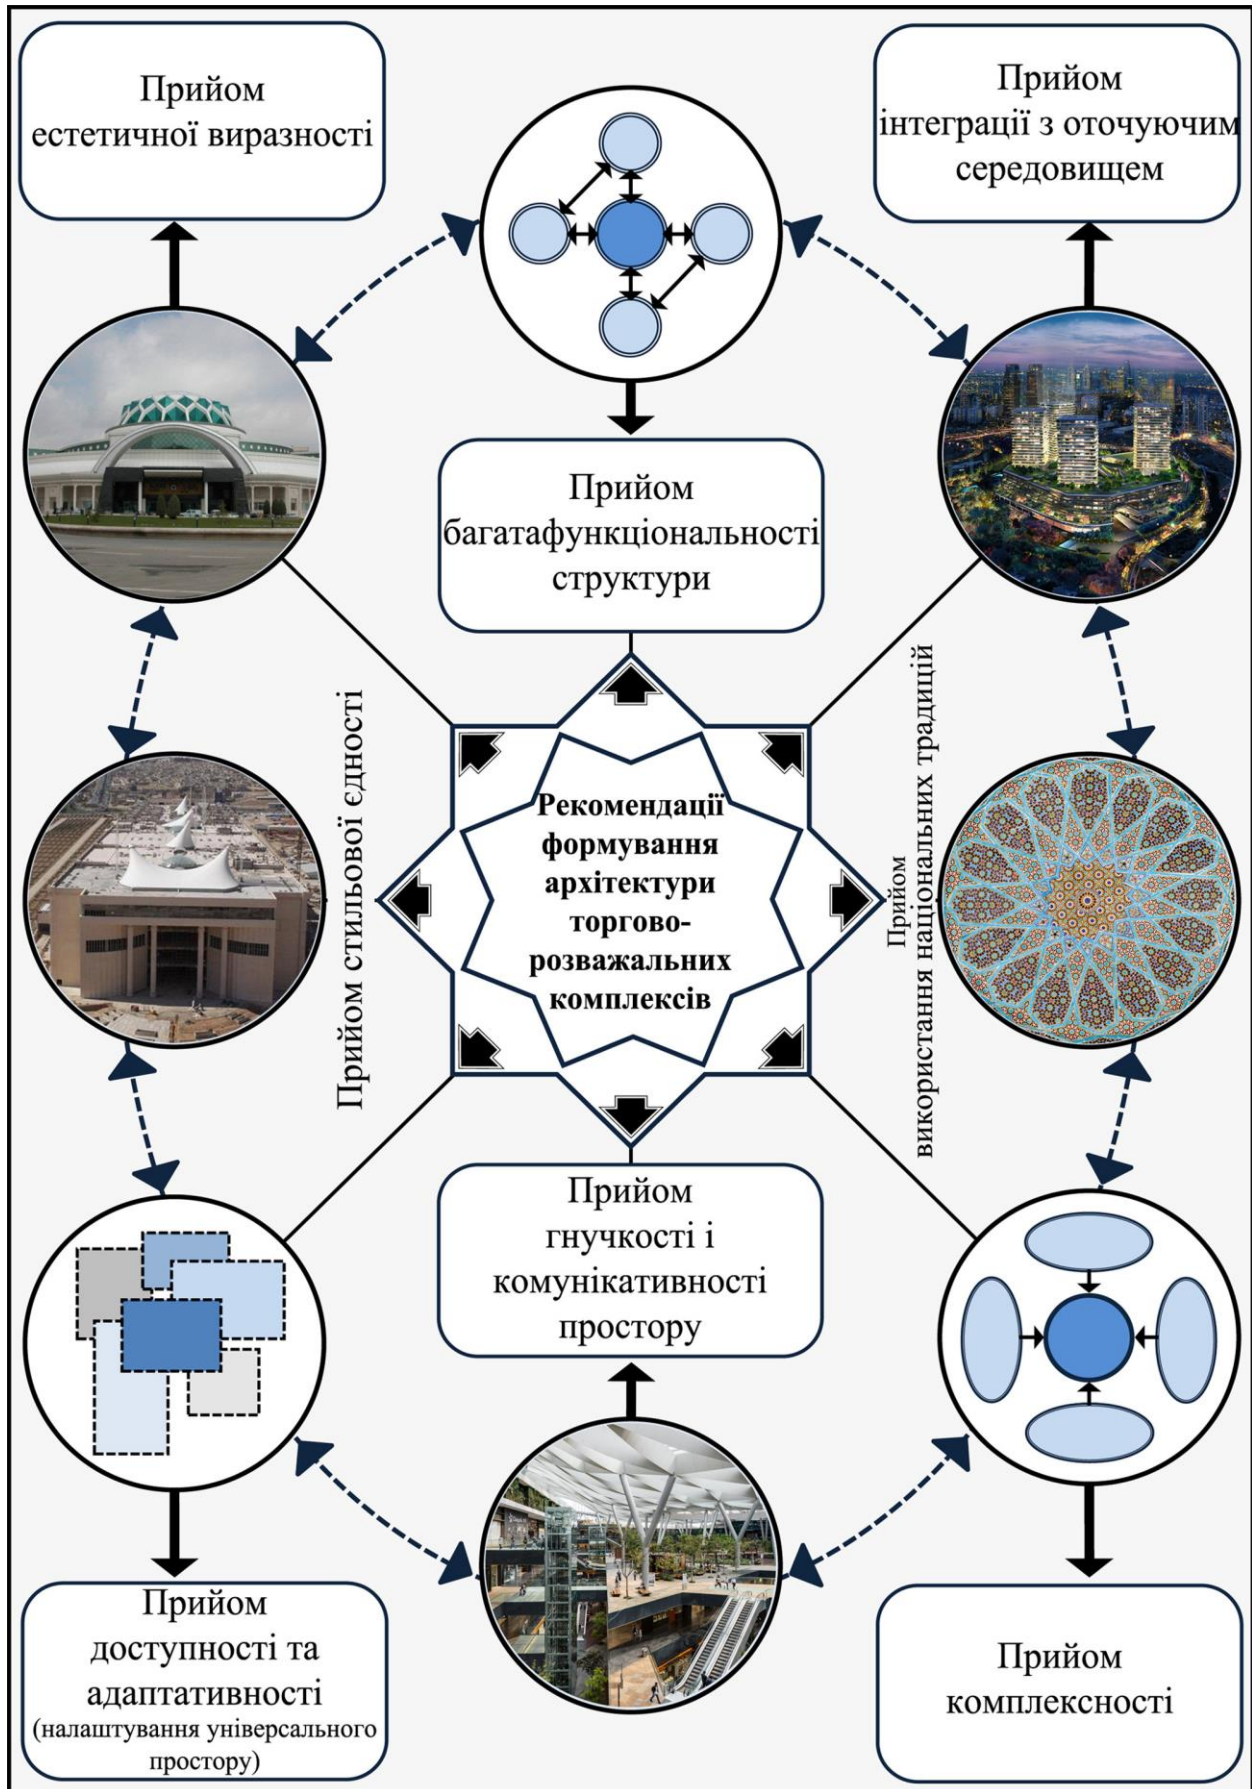 Прийом
естетичної виразності
Прийом
інтеграції з оточуючим
середовищем
Прийом
багатафункціональності
структури
Прийом стильової єдності
Рекомендації
формування
архітектури
торгово-
розважальних
комплексів
Прийом
використання національних традицій
Прийом
гнучкості і
комунікативності
простору
Прийом
доступності та
адаптативності
(налаштування універсального
простору)
Прийом
комплексності